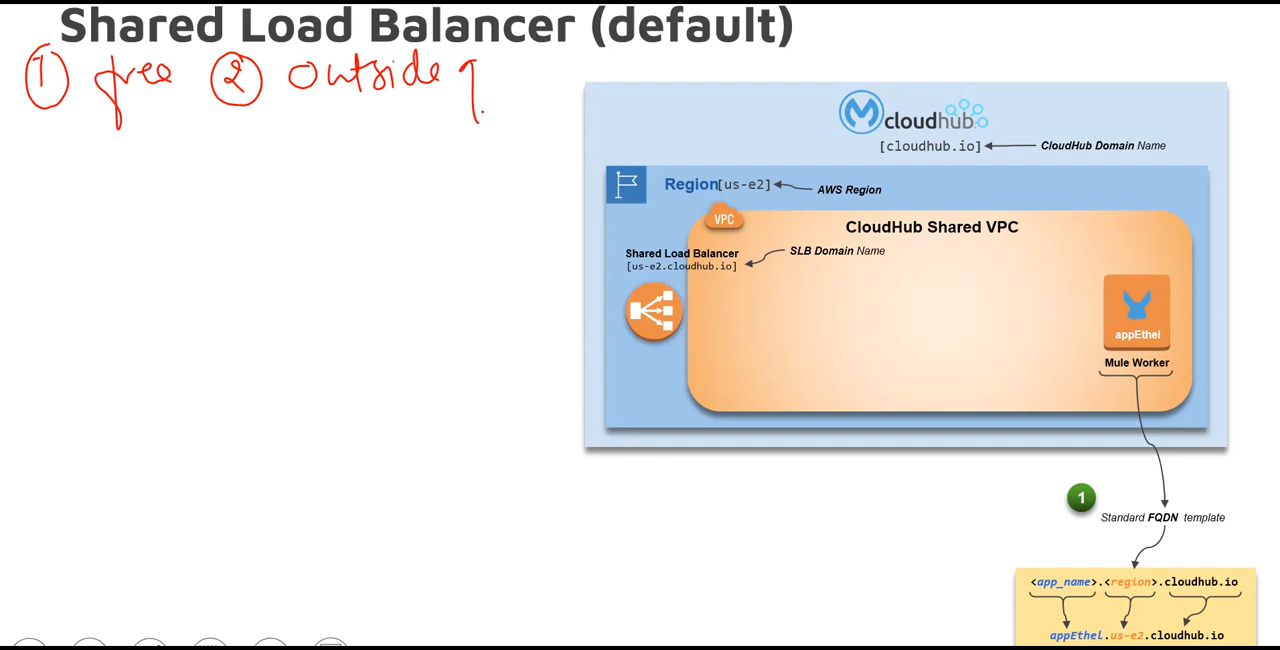 Shared Load Balancer (default)
① free ② outside
cloudhub
[cloudhub.io]
CloudHub Domain Name
Region[us-e2]
AWS Region
VPC
CloudHub Shared VPC
Shared Load Balancer
[us-e2.cloudhub.io]
SLB Domain Name
appEthel
Mule Worker
1
Standard FQDN template
<app_name>.<region>.cloudhub.io
appEthel.us-e2.cloudhub.io